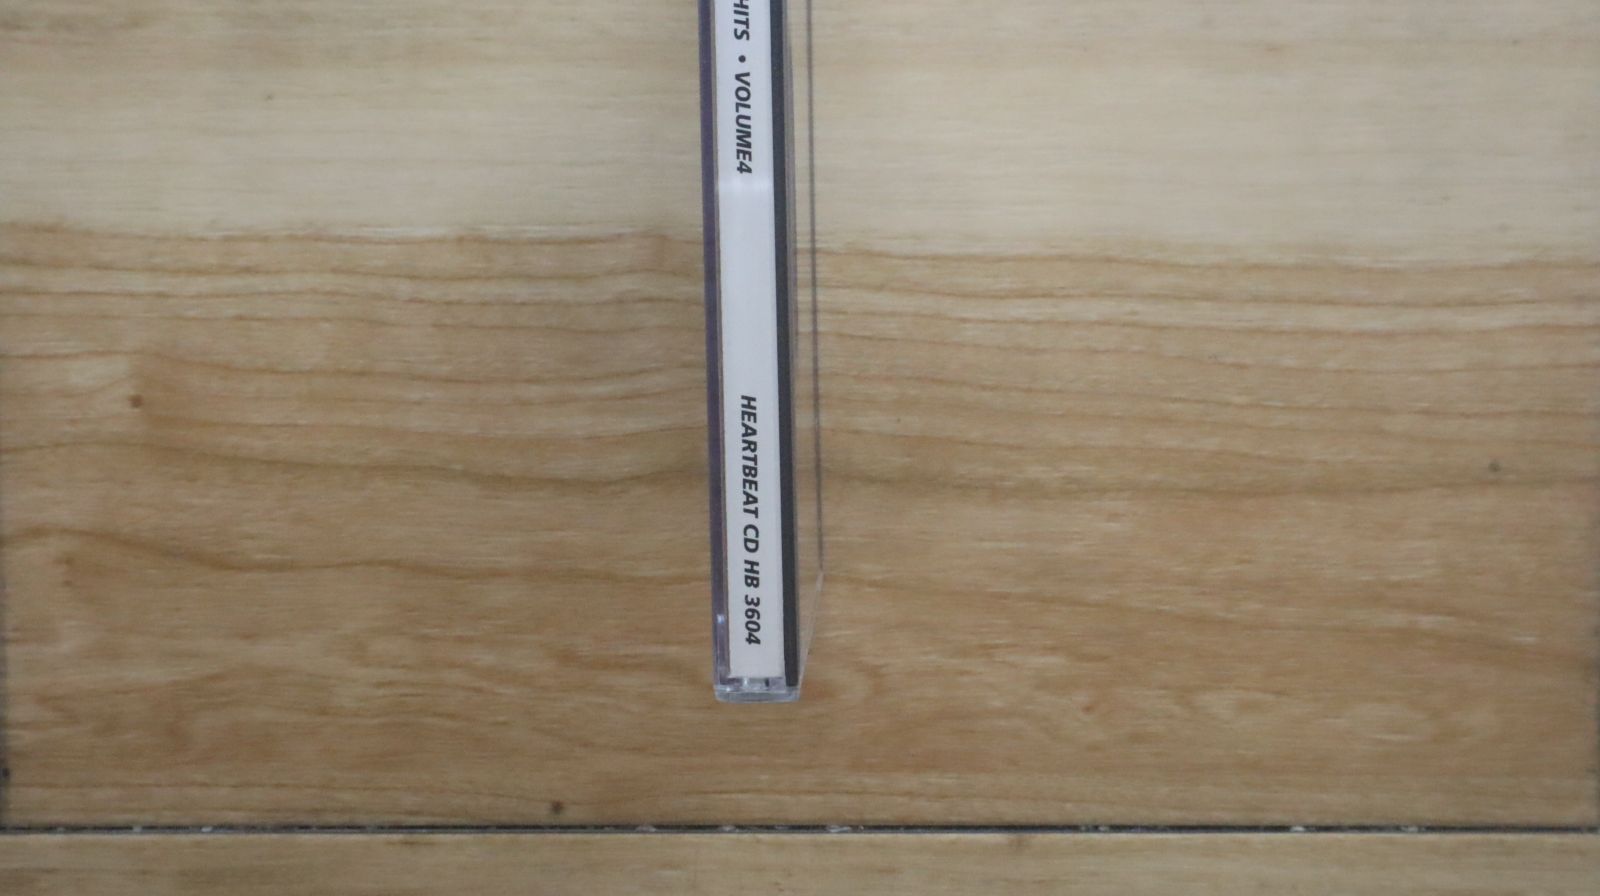 HITS • VOLUME4
HEARTBEAT CD HB 3604